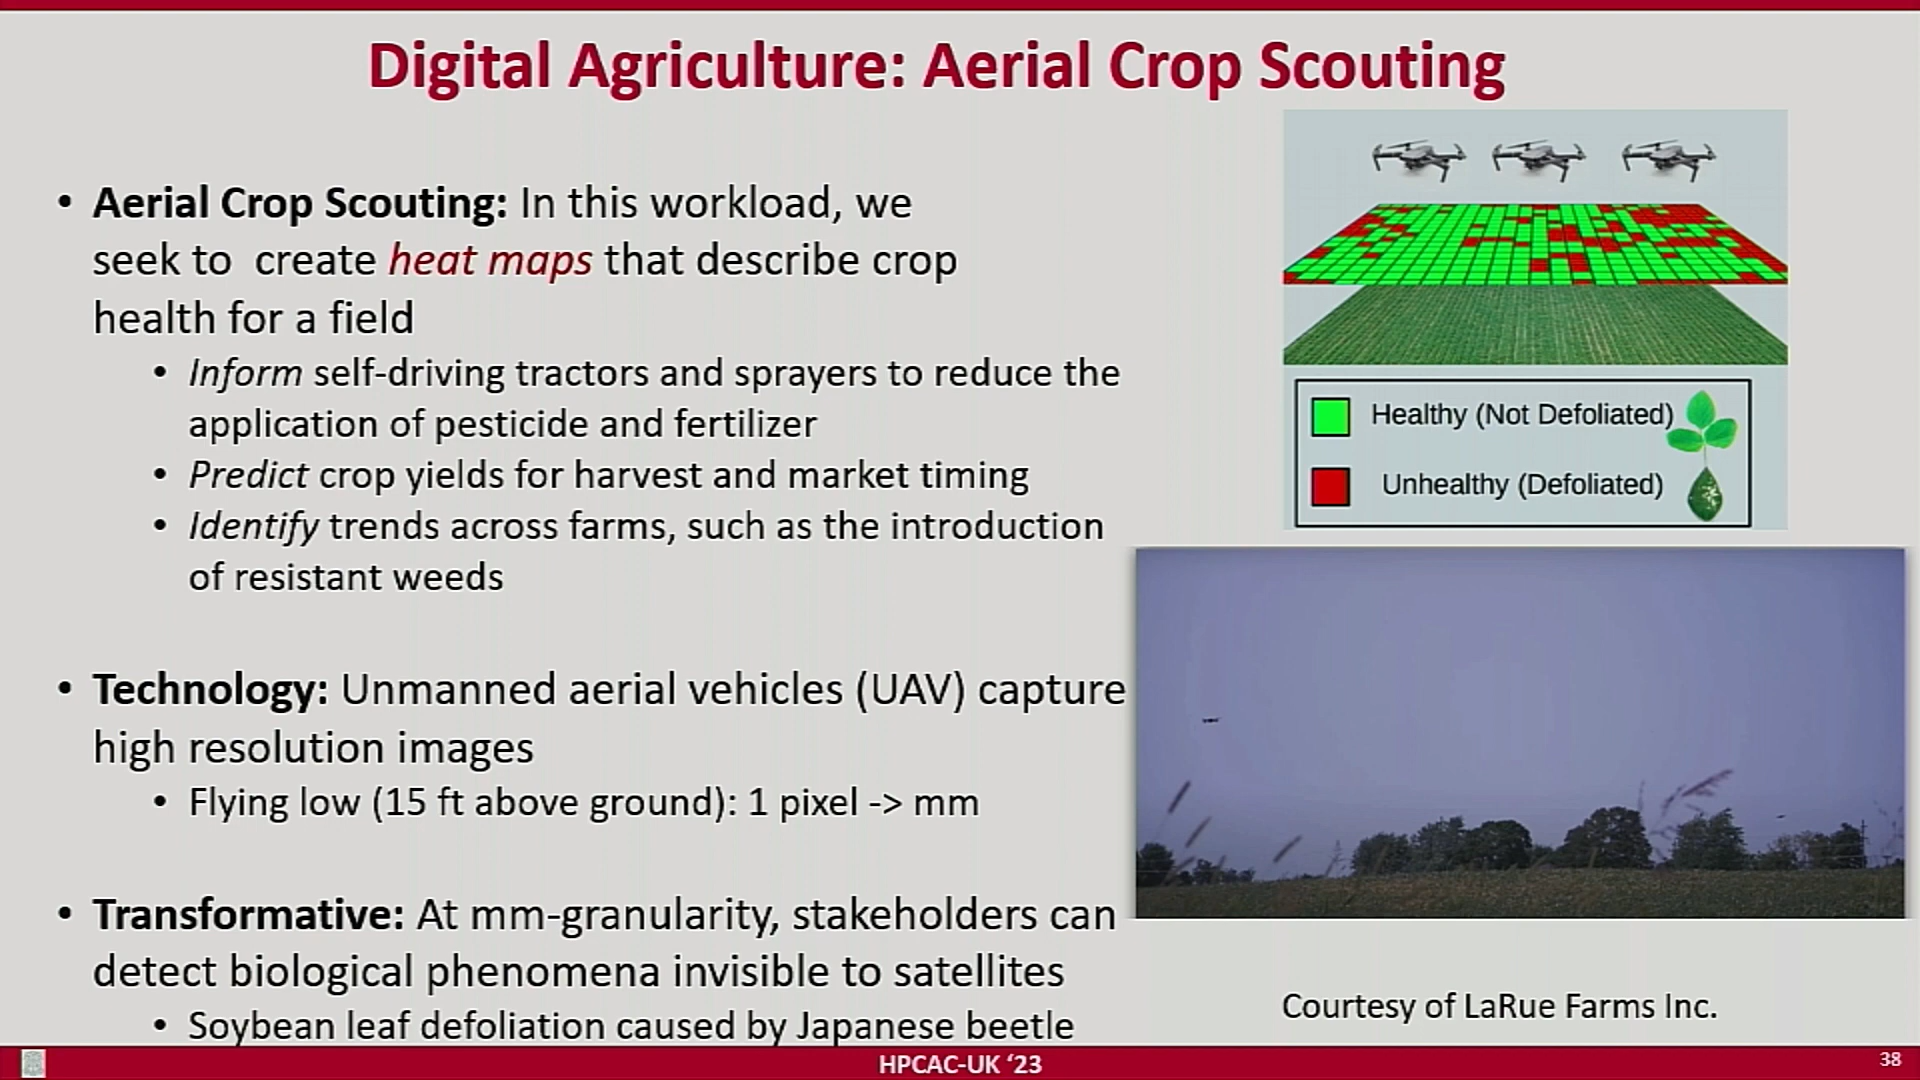 Digital Agriculture: Aerial Crop Scouting
• Aerial Crop Scouting: In this workload, we
seek to create heat maps that describe crop
health for a field
• Inform self-driving tractors and sprayers to reduce the
application of pesticide and fertilizer
• Predict crop yields for harvest and market timing
• Identify trends across farms, such as the introduction
of resistant weeds
• Technology: Unmanned aerial vehicles (UAV) capture
high resolution images
• Flying low (15 ft above ground): 1 pixel -> mm
• Transformative: At mm-granularity, stakeholders can
detect biological phenomena invisible to satellites
• Soybean leaf defoliation caused by Japanese beetle
Healthy (Not Defoliated)
Unhealthy (Defoliated)
Courtesy of LaRue Farms Inc.
HPCAC-UK ‘23
38